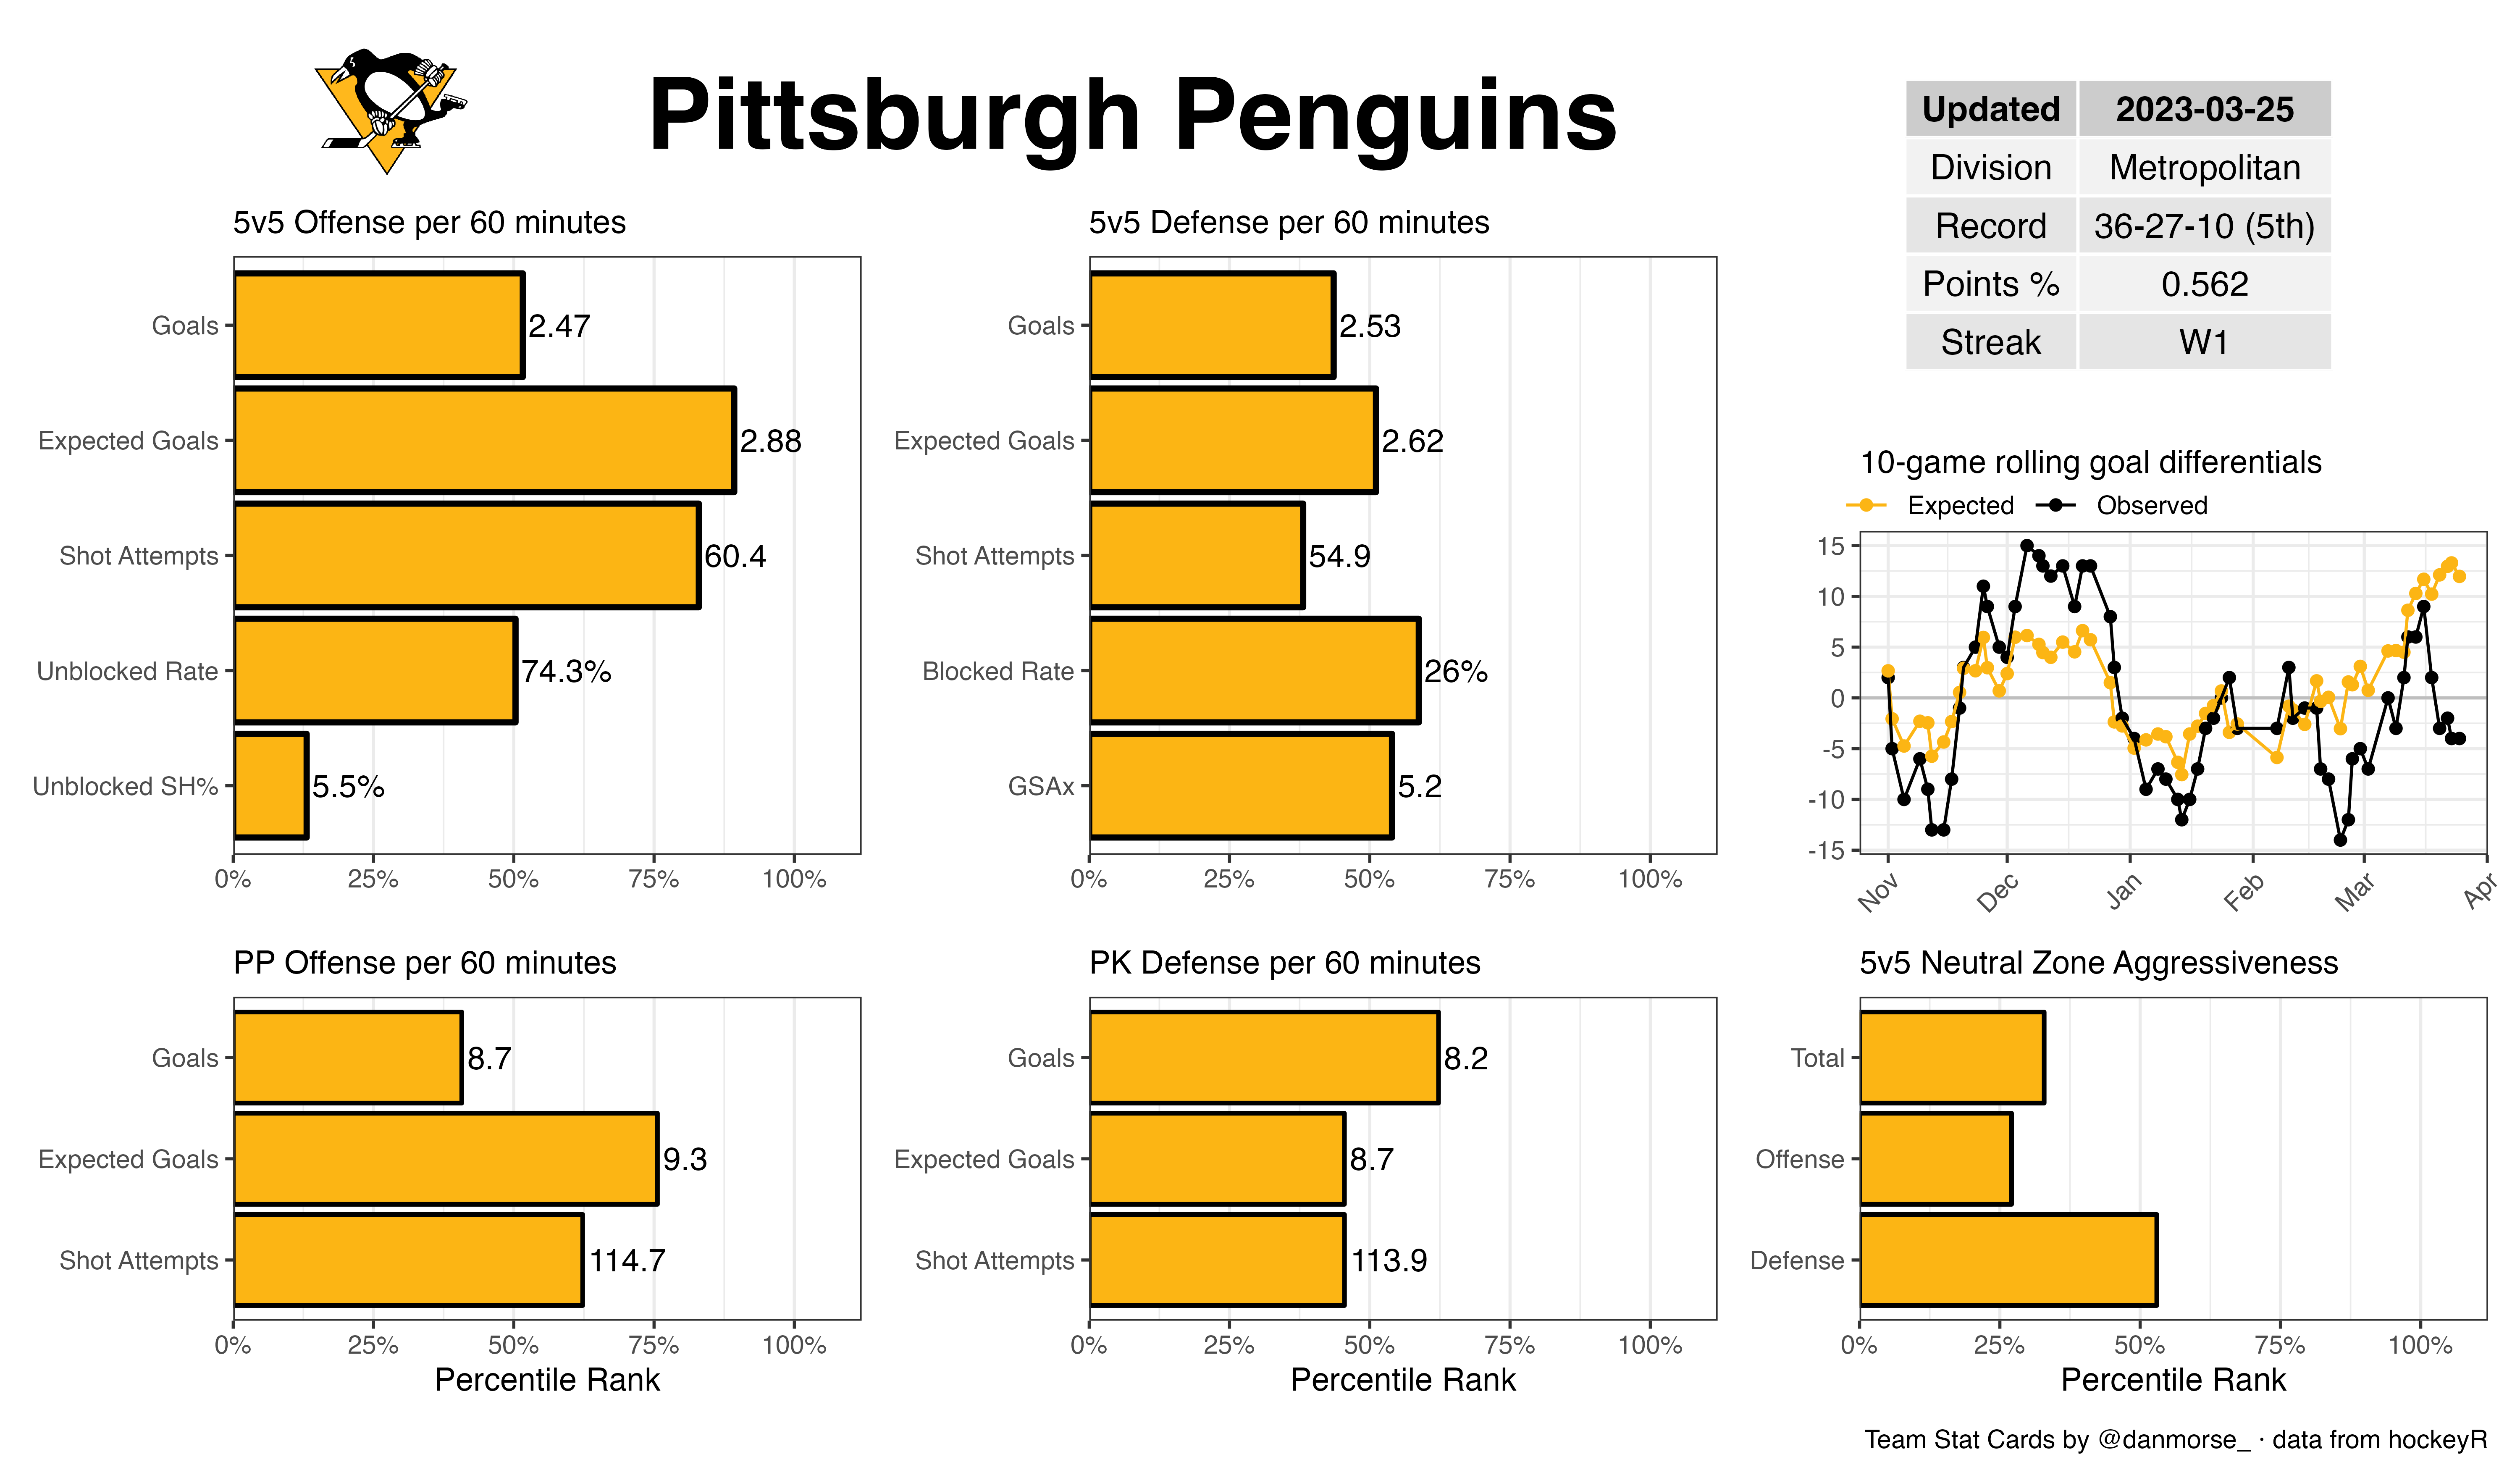 Pittsburgh Penguins
Updated 2023-03-25
Division Metropolitan
Record 36-27-10 (5th)
Points % 0.562
Streak W1
5v5 Offense per 60 minutes
Goals 2.47
Expected Goals 2.88
Shot Attempts 60.4
Unblocked Rate 74.3%
Unblocked SH% 5.5%
0% 25% 50% 75% 100%
5v5 Defense per 60 minutes
Goals 2.53
Expected Goals 2.62
Shot Attempts 54.9
Blocked Rate 26%
GSAx 5.2
0% 25% 50% 75% 100%
10-game rolling goal differentials
Expected Observed
15
10
5
0
-5
-10
-15
Nov Dec Jan Feb Mar Apr
PP Offense per 60 minutes
Goals 8.7
Expected Goals 9.3
Shot Attempts 114.7
0% 25% 50% 75% 100%
Percentile Rank
PK Defense per 60 minutes
Goals 8.2
Expected Goals 8.7
Shot Attempts 113.9
0% 25% 50% 75% 100%
Percentile Rank
5v5 Neutral Zone Aggressiveness
Total
Offense
Defense
0% 25% 50% 75% 100%
Percentile Rank
Team Stat Cards by @danmorse_ · data from hockeyR